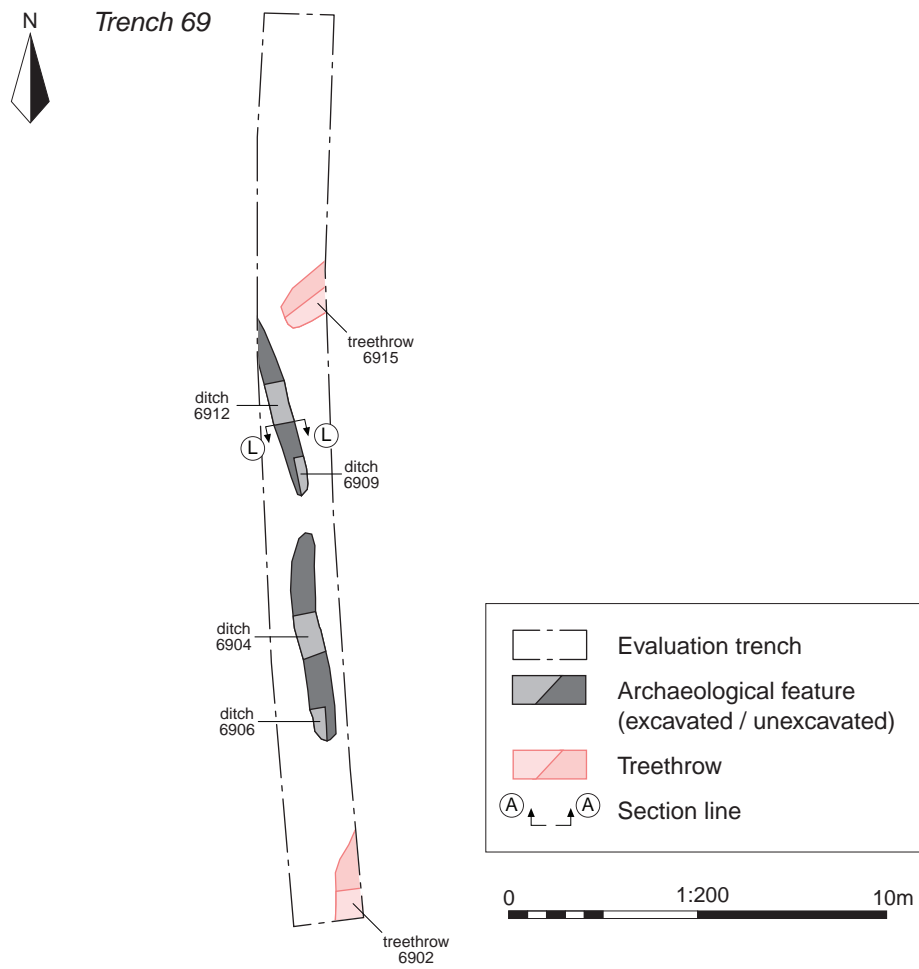 N
Trench 69
treethrow
6915
ditch
6912
L
L
ditch
6909
ditch
6904
ditch
6906
treethrow
6902
Evaluation trench
Archaeological feature
(excavated / unexcavated)
Treethrow
A A Section line
0 1:200 10m